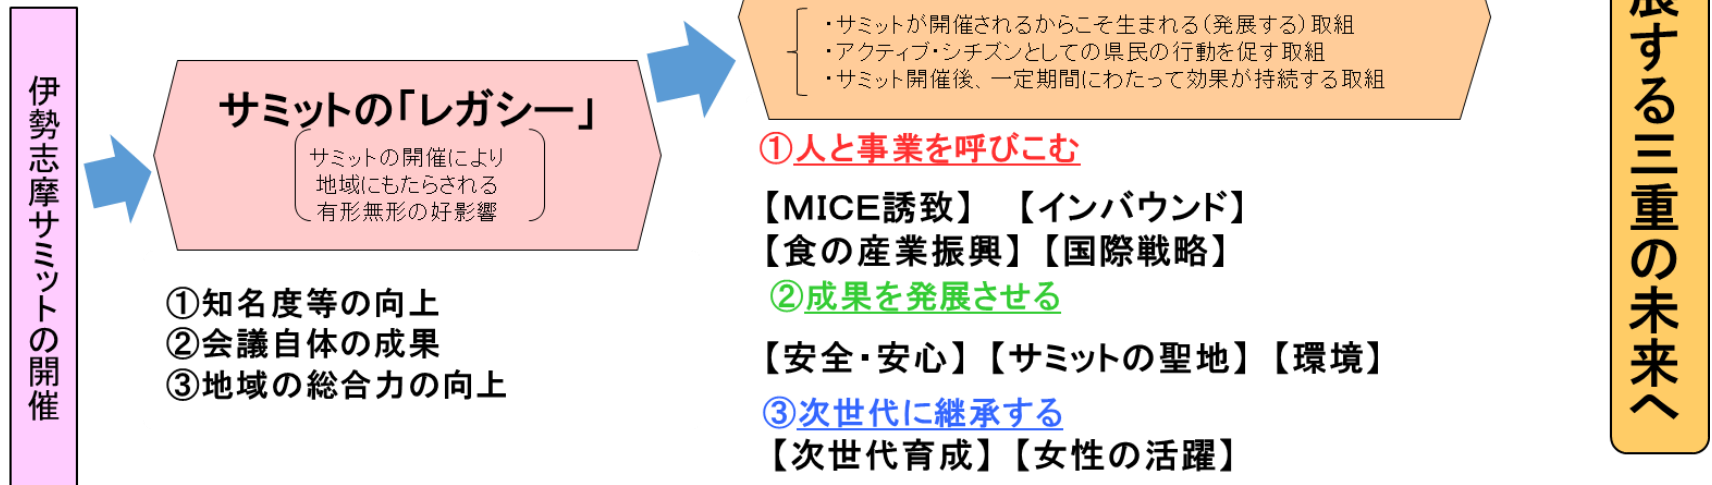 伊勢志摩サミットの開催
サミットの「レガシー」
サミットの開催により
地域にもたらされる
有形無形の好影響
①知名度等の向上
②会議自体の成果
③地域の総合力の向上
・サミットが開催されるからこそ生まれる（発展する）取組
・アクティブ・シチズンとしての県民の行動を促す取組
・サミット開催後、一定期間にわたって効果が持続する取組
①人と事業を呼びこむ
【MICE誘致】　【インバウンド】
【食の産業振興】【国際戦略】
②成果を発展させる
【安全・安心】【サミットの聖地】【環境】
③次世代に継承する
【次世代育成】【女性の活躍】
展する三重の未来へ